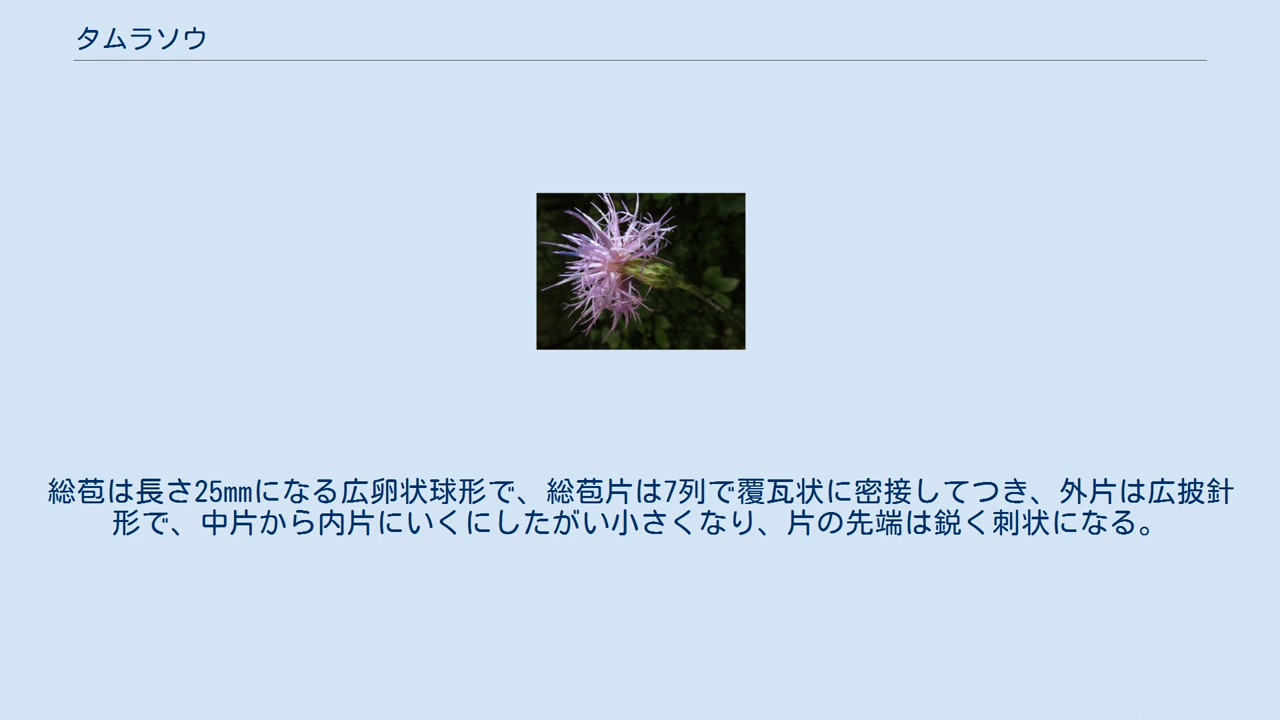 タムラソウ
総苞は長さ25mmになる広卵状球形で、総苞片は7列で覆瓦状に密接してつき、外片は広披針
形で、中片から内片にいくにしたがい小さくなり、片の先端は鋭く刺状になる。